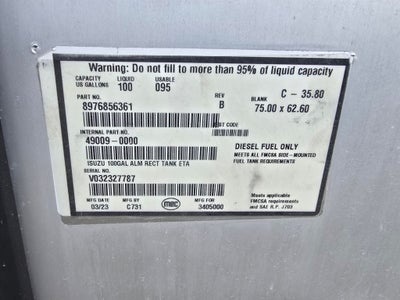 Warning: Do not fill to more than 95% of liquid capacity
CAPACITY US GALLONS LIQUID 100 USABLE 095
PART NO. REV BLANK C - 35.80
8976856361 B 75.00 x 62.60
INTERNAL PART NO.
49009-0000
DIESEL FUEL ONLY
ISUZU 100GAL ALM RECT TANK ETA
MEETS ALL FMCSA SIDE-MOUNTED
FUEL TANK REQUIREMENTS
SERIAL NO.
V032327787
MFG DATE MFG BY MFG FOR
03/23 C731 MEC 3405000
Meets applicable
FMCSA requirements
and SAE R.P. J703